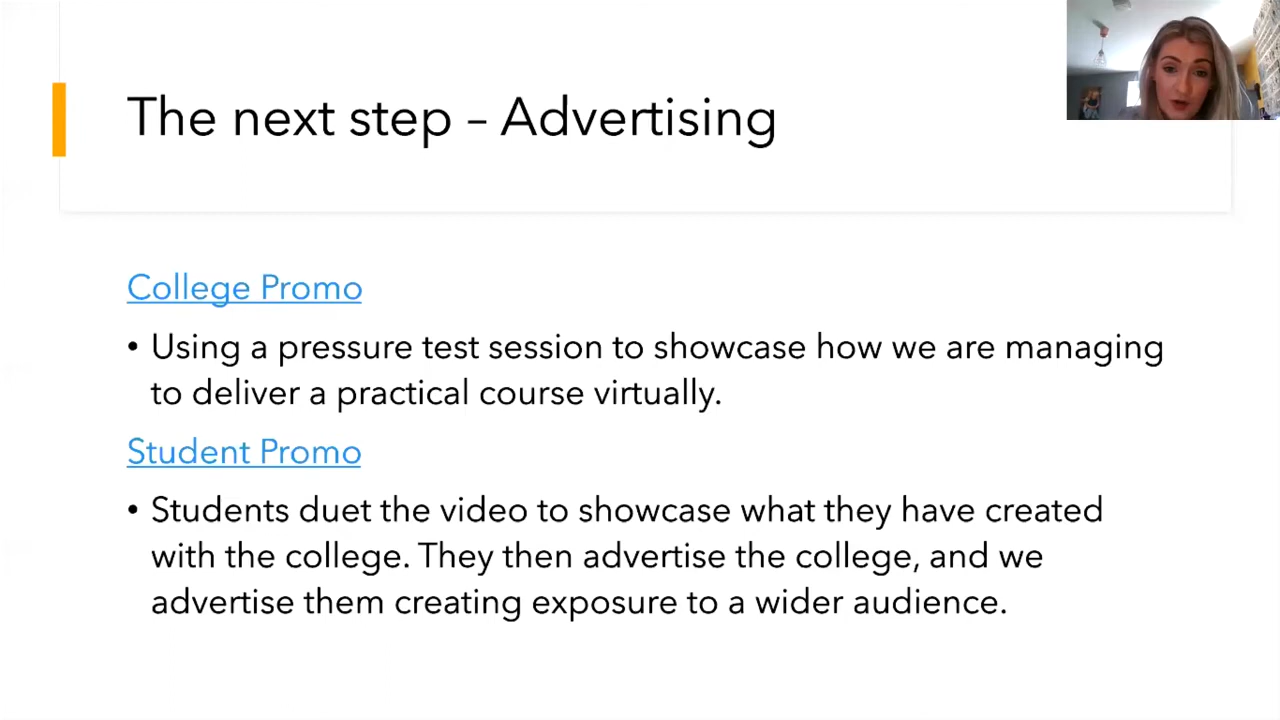 The next step – Advertising
College Promo
• Using a pressure test session to showcase how we are managing
to deliver a practical course virtually.
Student Promo
• Students duet the video to showcase what they have created
with the college. They then advertise the college, and we
advertise them creating exposure to a wider audience.